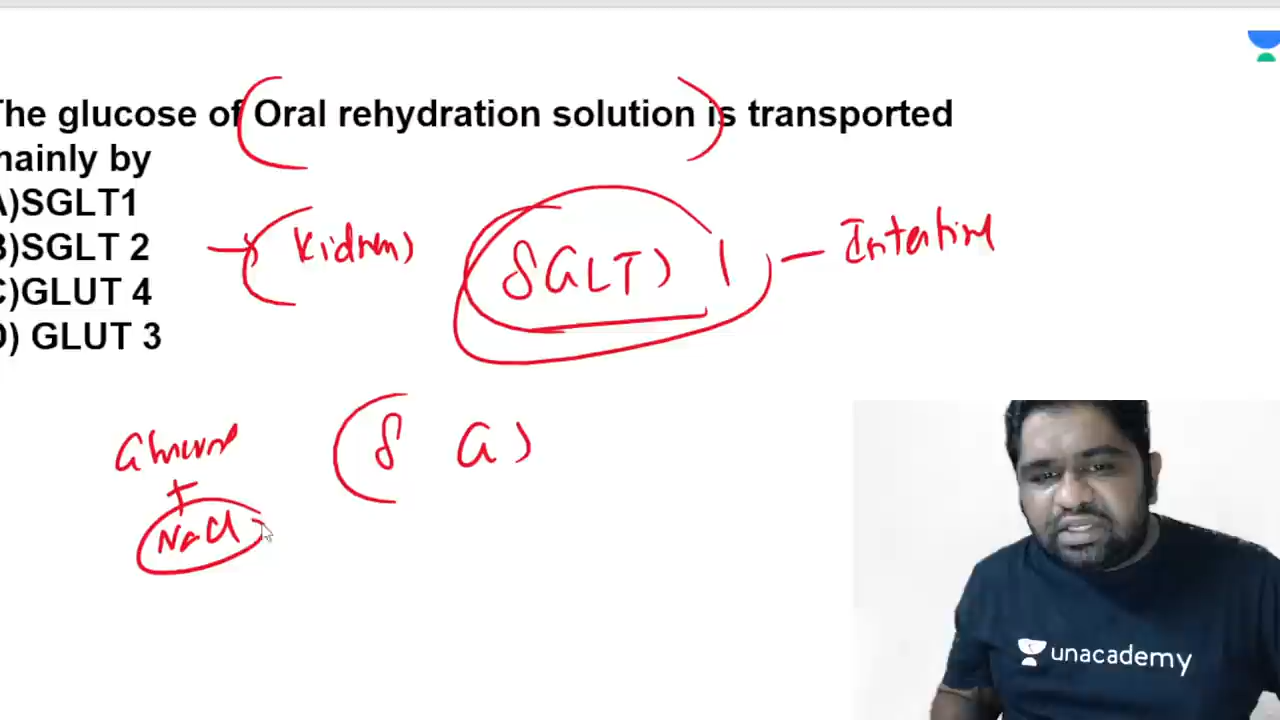 The glucose of Oral rehydration solution is transported
mainly by
A)SGLT1
B)SGLT 2
C)GLUT 4
D) GLUT 3
Kidney
SGLT 1
Intestine
Glucose
+
NaCl
S G
unacademy